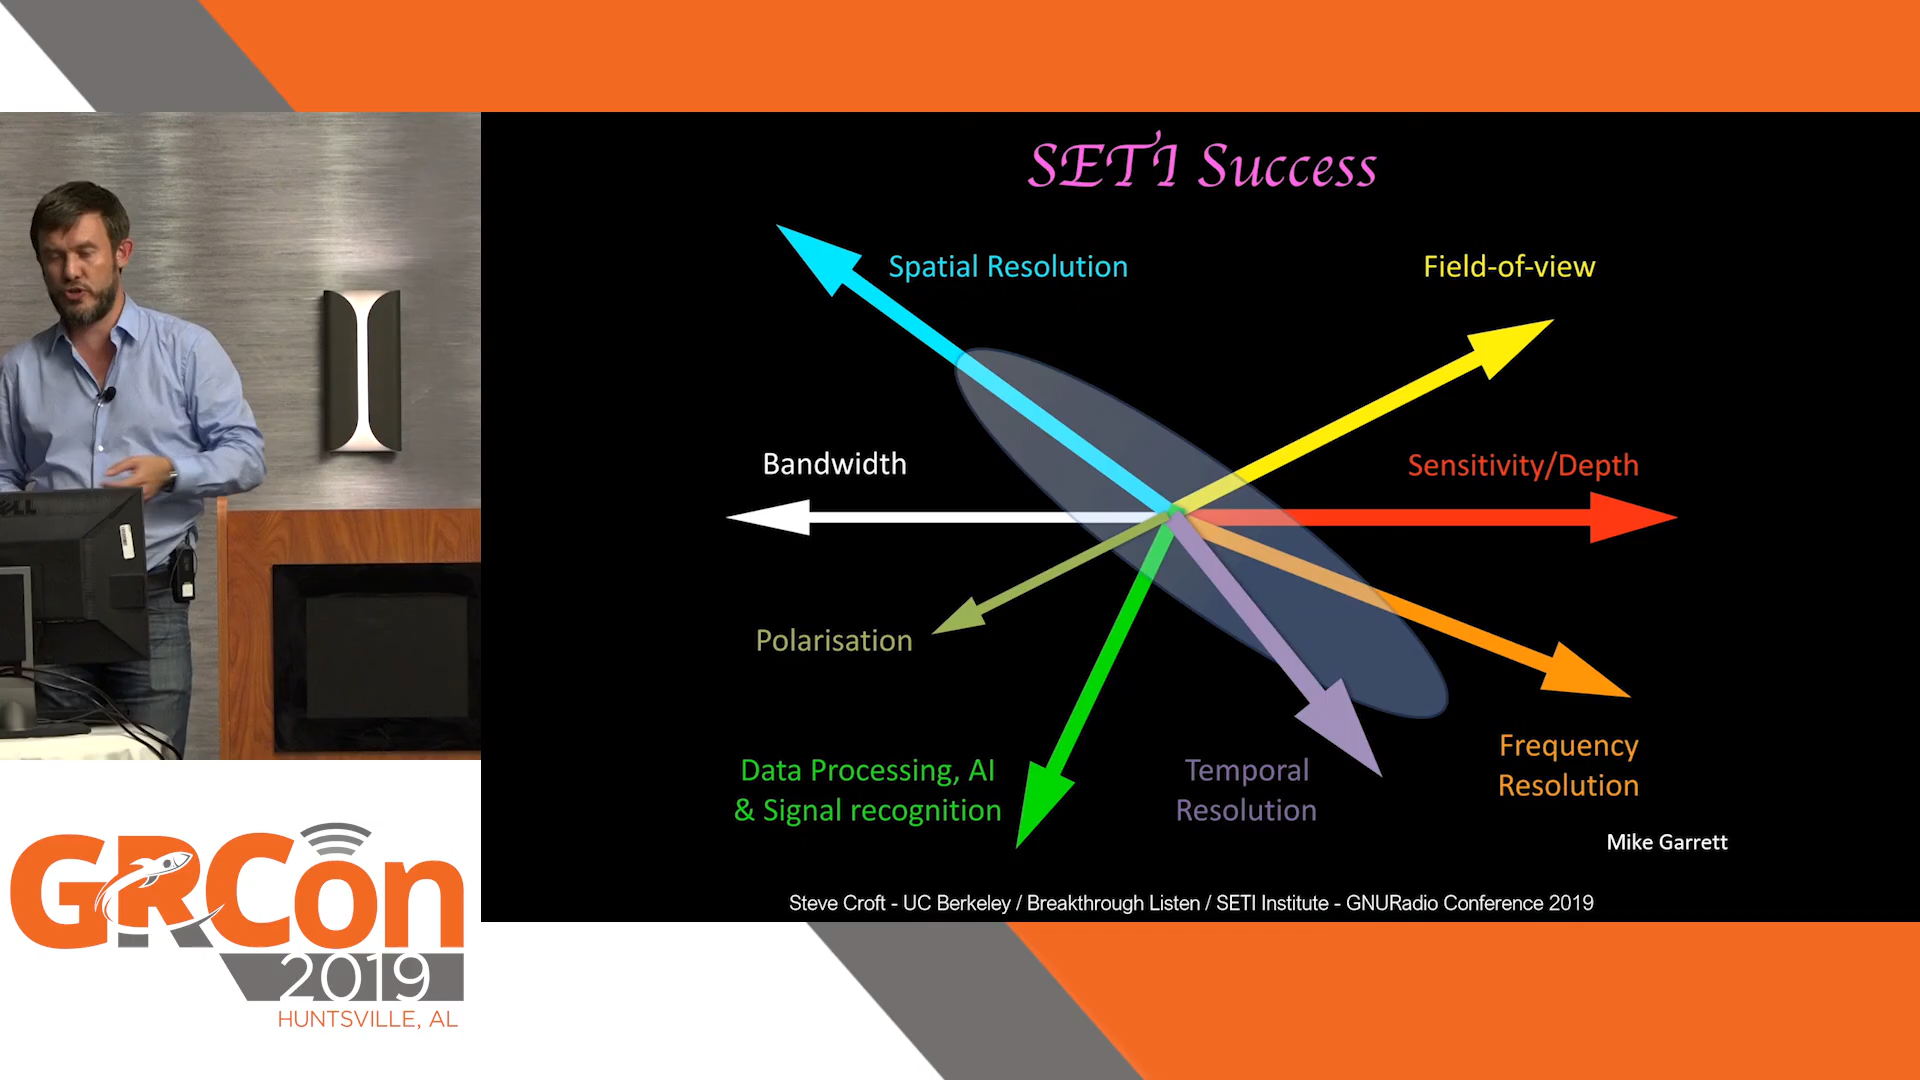 SETI Success
Spatial Resolution
Field-of-view
Bandwidth
Sensitivity/Depth
Polarisation
Data Processing, AI
& Signal recognition
Temporal
Resolution
Frequency
Resolution
Mike Garrett
Steve Croft - UC Berkeley / Breakthrough Listen / SETI Institute - GNURadio Conference 2019
DELL
GRCon
2019
HUNTSVILLE, AL